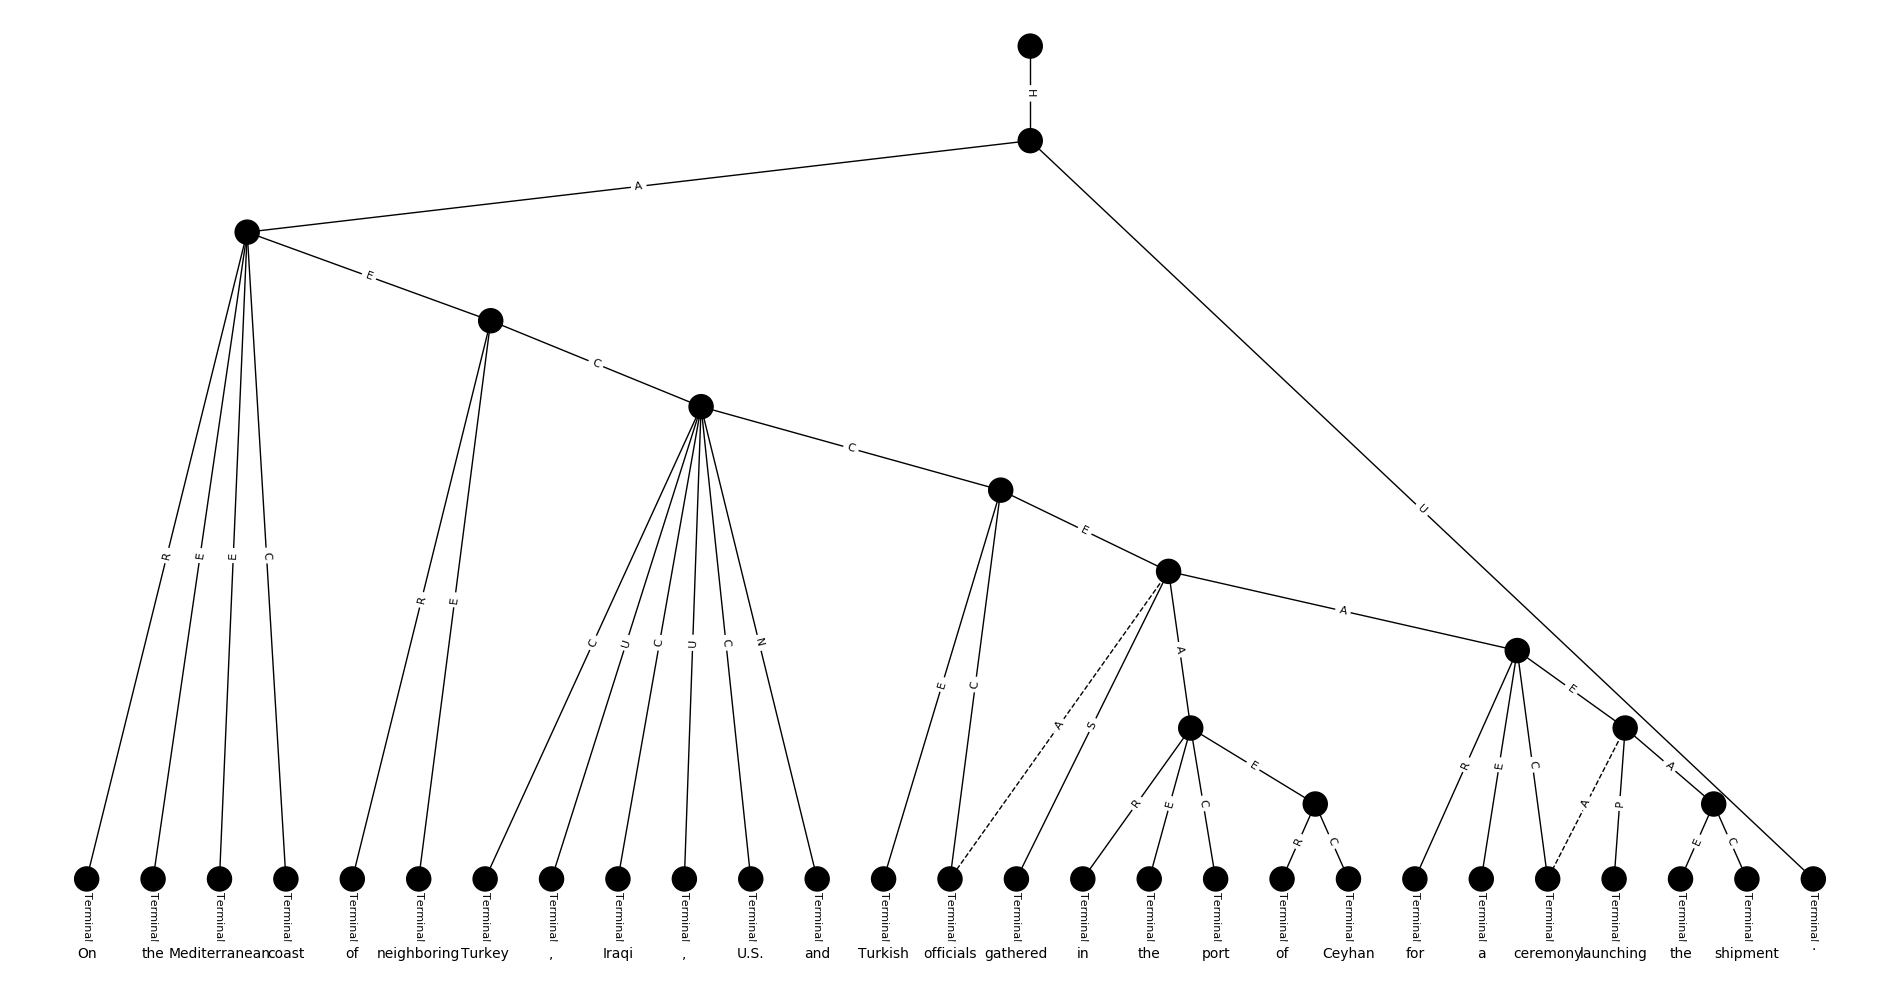 H
A
E
C
C
U
E
A
R E E C
R E
C U C U C N
E C
A S A
E
R E C E
R C
R E C
A P A
E C
Terminal Terminal Terminal Terminal Terminal Terminal Terminal Terminal Terminal Terminal Terminal Terminal Terminal Terminal Terminal Terminal Terminal Terminal Terminal Terminal Terminal Terminal Terminal Terminal Terminal Terminal Terminal
On the Mediterranean coast of neighboring Turkey , Iraqi , U.S. and Turkish officials gathered in the port of Ceyhan for a ceremony launching the shipment .